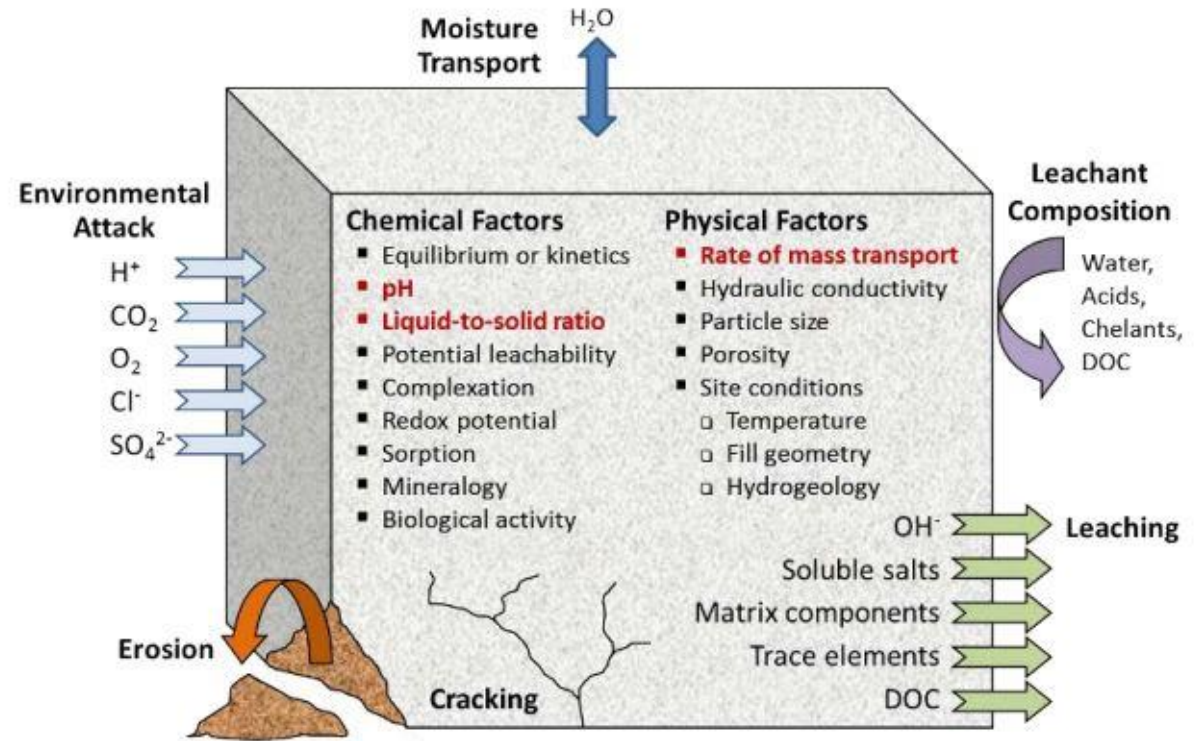 Moisture
Transport
H₂O
Environmental
Attack
H⁺
CO₂
O₂
Cl⁻
SO₄²⁻
Chemical Factors
▪ Equilibrium or kinetics
▪ pH
▪ Liquid-to-solid ratio
▪ Potential leachability
▪ Complexation
▪ Redox potential
▪ Sorption
▪ Mineralogy
▪ Biological activity
Physical Factors
▪ Rate of mass transport
▪ Hydraulic conductivity
▪ Particle size
▪ Porosity
▪ Site conditions
❑ Temperature
❑ Fill geometry
❑ Hydrogeology
Leachant
Composition
Water,
Acids,
Chelants,
DOC
OH⁻
Soluble salts
Matrix components
Trace elements
DOC
Leaching
Erosion
Cracking